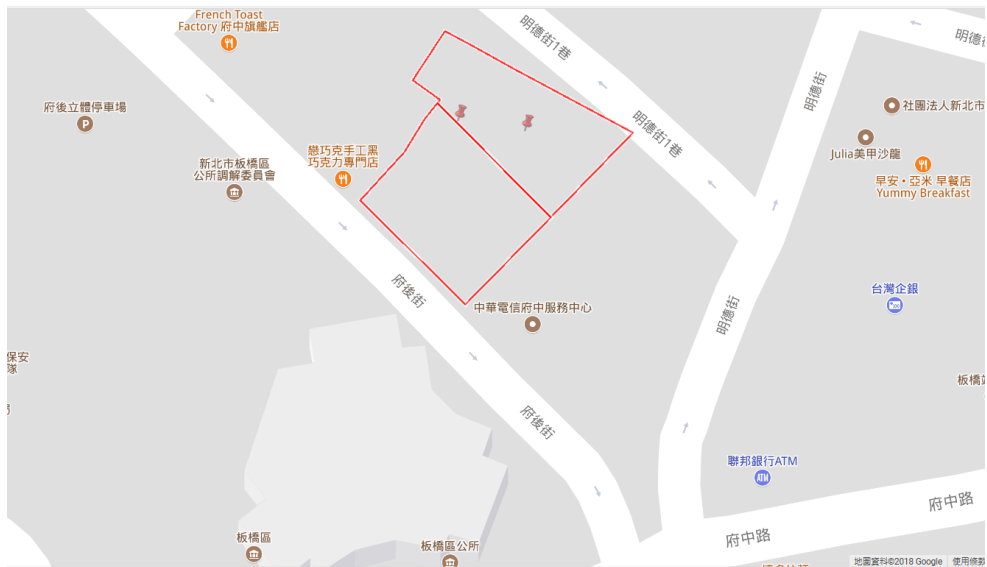 French Toast
Factory 府中旗艦店
明德街1巷
明德街
府後立體停車場
社團法人新北市
明德街1巷
戀巧克手工黑
巧克力專門店
Julia美甲沙龍
新北市板橋區
公所調解委員會
早安・亞米 早餐店
Yummy Breakfast
府後街
台灣企銀
明德街
中華電信府中服務中心
保安
隊
府後街
聯邦銀行ATM
ATM
板橋區
板橋區公所
府中路
府中路
地圖資料©2018 Google
使用條款